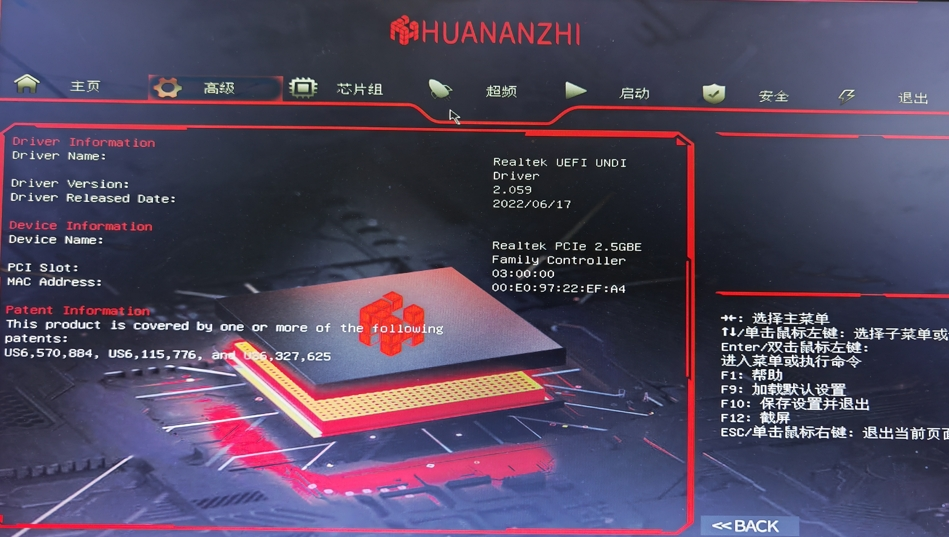 HUANANZHI
主页 高级 芯片组 超频 启动 安全 退出
Driver Information
Driver Name: Realtek UEFI UNDI
Driver
Driver Version: 2.059
Driver Released Date: 2022/06/17
Device Information
Device Name: Realtek PCIe 2.5GBE
Family Controller
PCI Slot: 03:00:00
MAC Address: 00:E0:97:22:EF:A4
Patent Information
This product is covered by one or more of the following
patents:
US6,570,884, US6,115,776, and US6,327,625
→←: 选择主菜单
↑↓/单击鼠标左键: 选择子菜单或
Enter/双击鼠标左键:
进入菜单或执行命令
F1: 帮助
F9: 加载默认设置
F10: 保存设置并退出
F12: 截屏
ESC/单击鼠标右键: 退出当前页面
<<BACK